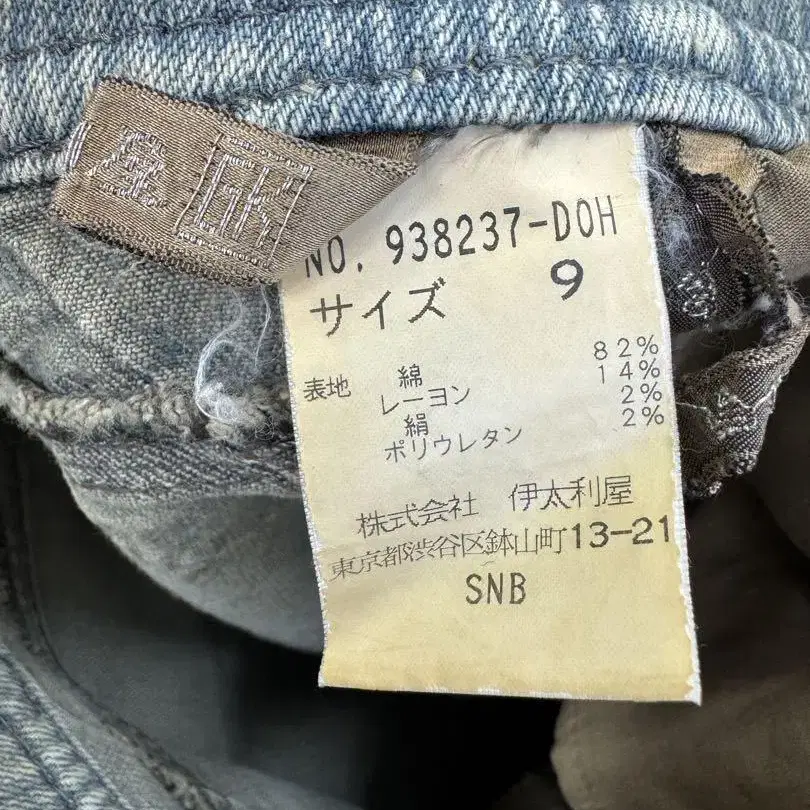 GK
NO. 938237-DOH
サイズ 9
表地 綿 82%
レーヨン 14%
絹 2%
ポリウレタン 2%
株式会社 伊太利屋
東京都渋谷区鉢山町13-21
SNB